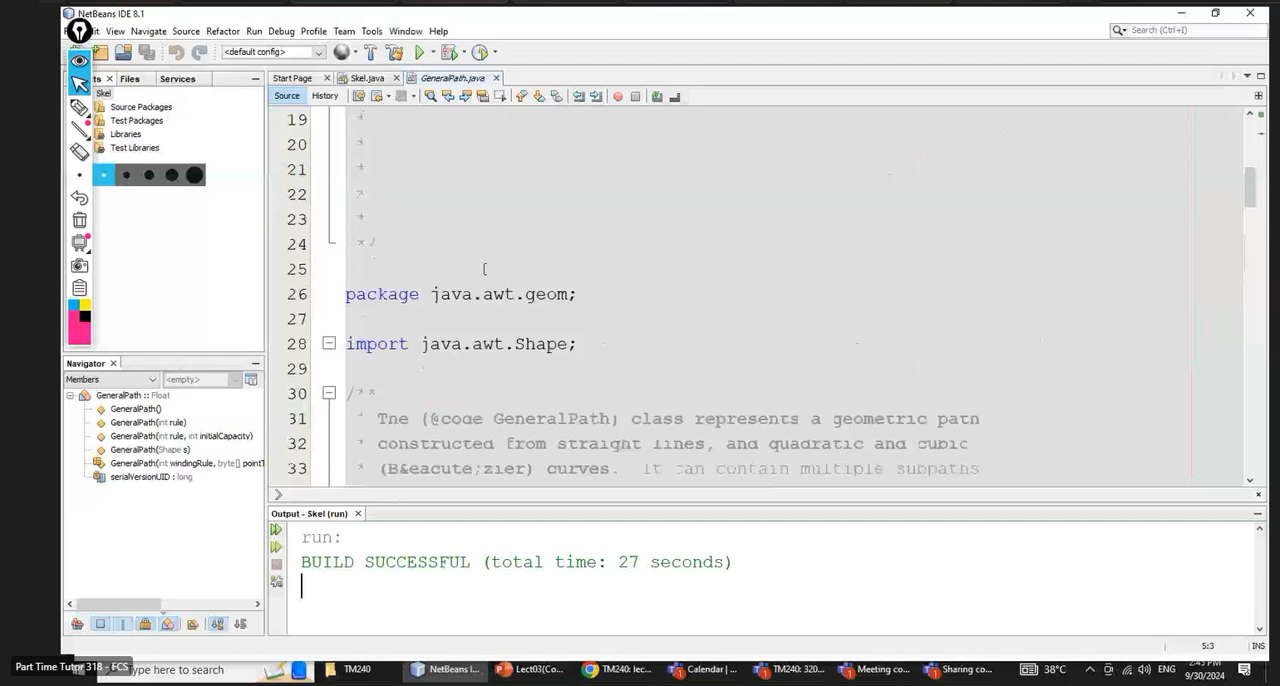 NetBeans IDE 8.1
View Navigate Source Refactor Run Debug Profile Team Tools Window Help
Search (Ctrl+I)
<default config>
ts Files Services
Start Page Skel.java GeneralPath.java
Source History
Skel
Source Packages
Test Packages
Libraries
Test Libraries
19 *
20 *
21 *
22 *
23 *
24 */
25
26 package java.awt.geom;
27
28 import java.awt.Shape;
29
30 /**
31 * The {@code GeneralPath} class represents a geometric path
32 * constructed from straight lines, and quadratic and cubic
33 * (B&eacute;zier) curves. It can contain multiple subpaths
Navigator
Members <empty>
GeneralPath :: Float
GeneralPath()
GeneralPath(int rule)
GeneralPath(int rule, int initialCapacity)
GeneralPath(Shape s)
GeneralPath(int windingRule, byte[] pointT
serialVersionUID : long
Output - Skel (run)
run:
BUILD SUCCESSFUL (total time: 27 seconds)
5:3 INS
Part Time Tutor 318 - FCS
here to search
TM240
NetBeans I...
Lect03(Co...
TM240: lec...
Calendar | ...
TM240: 320...
Meeting co...
Sharing co...
38°C
ENG
2:45 PM
9/30/2024